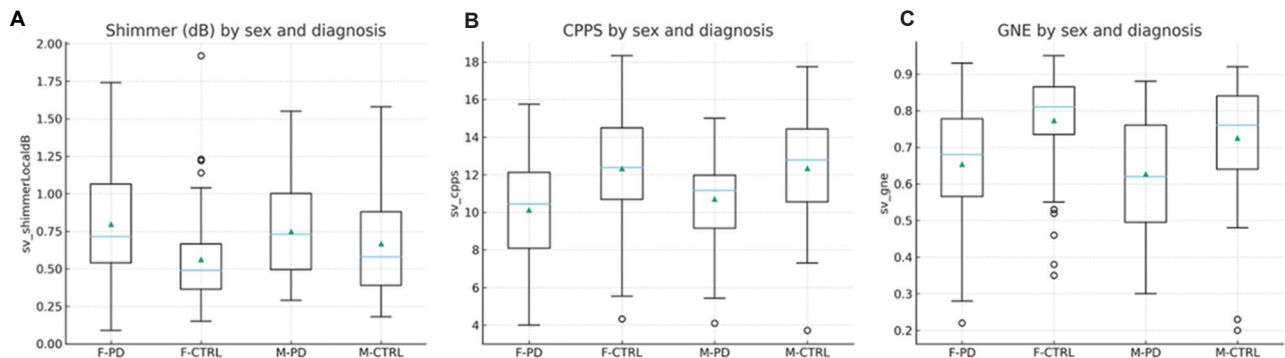 A
Shimmer (dB) by sex and diagnosis
2.00
1.75
1.50
1.25
1.00
0.75
0.50
0.25
0.00
sv_shimmerLocaldB
F-PD F-CTRL M-PD M-CTRL
B
CPPS by sex and diagnosis
18
16
14
12
10
8
6
4
sv_cpps
F-PD F-CTRL M-PD M-CTRL
C
GNE by sex and diagnosis
0.9
0.8
0.7
0.6
0.5
0.4
0.3
0.2
sv_gne
F-PD F-CTRL M-PD M-CTRL